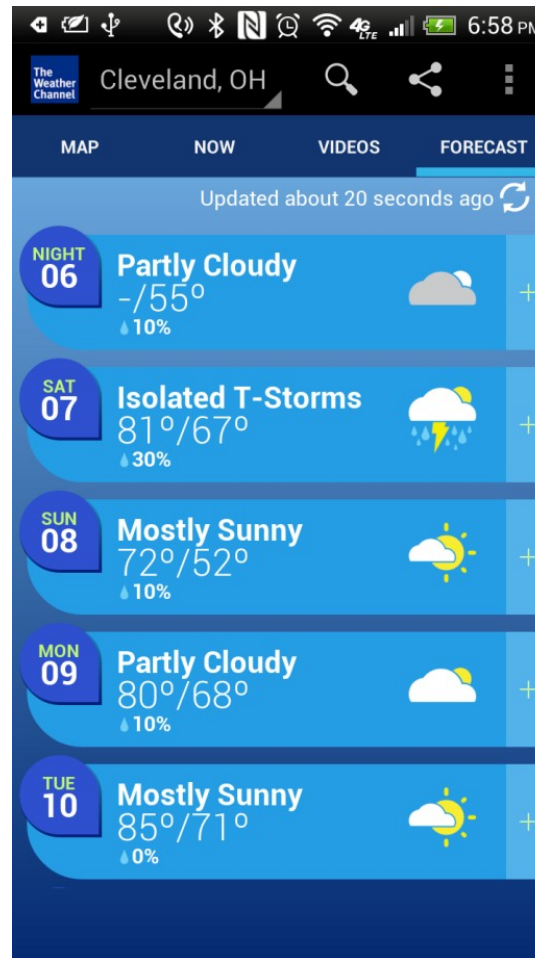 4G
LTE
6:58 PM
The
Weather
Channel
Cleveland, OH
MAP
NOW
VIDEOS
FORECAST
Updated about 20 seconds ago
NIGHT
06
Partly Cloudy
-/55°
10%
+
SAT
07
Isolated T-Storms
81°/67°
30%
+
SUN
08
Mostly Sunny
72°/52°
10%
+
MON
09
Partly Cloudy
80°/68°
10%
+
TUE
10
Mostly Sunny
85°/71°
0%
+